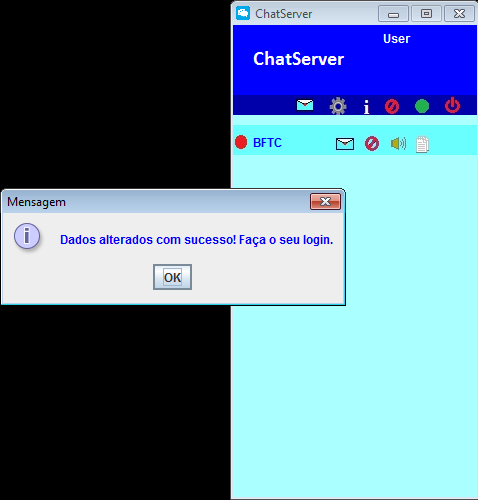 ChatServer
User
ChatServer
BFTC
Mensagem
Dados alterados com sucesso! Faça o seu login.
OK